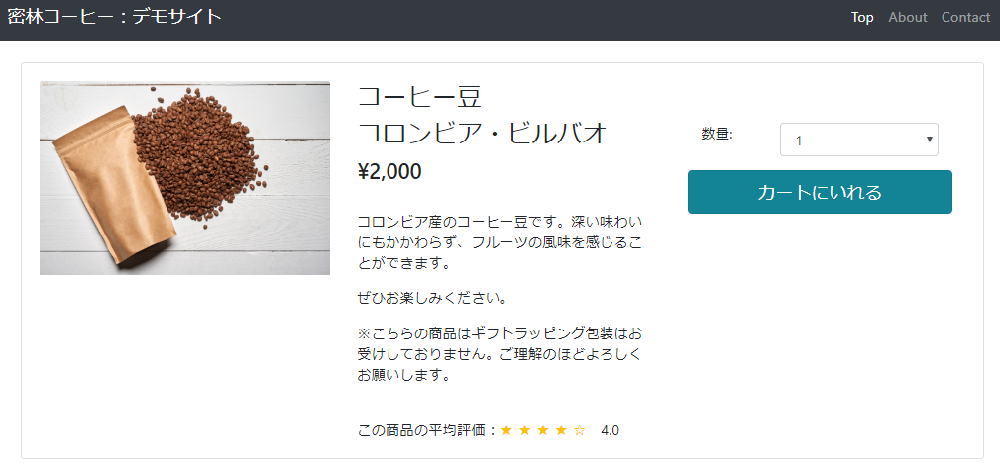 密林コーヒー：デモサイト
Top About Contact
コーヒー豆
コロンビア・ビルバオ
¥2,000
コロンビア産のコーヒー豆です。深い味わい
にもかかわらず、フルーツの風味を感じるこ
とができます。
ぜひお楽しみください。
※こちらの商品はギフトラッピング包装はお
受けしておりません。ご理解のほどよろしく
お願いします。
この商品の平均評価：★ ★ ★ ★ ☆ 4.0
数量: 1
カートにいれる